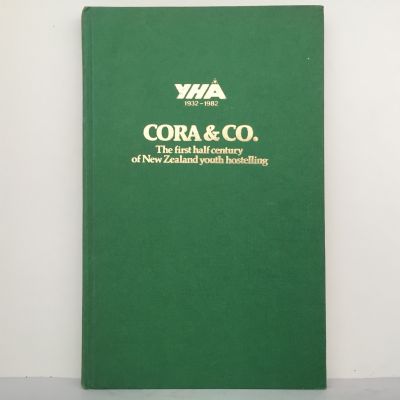 YHA
1932-1982
CORA & CO.
The first half century
of New Zealand youth hostelling